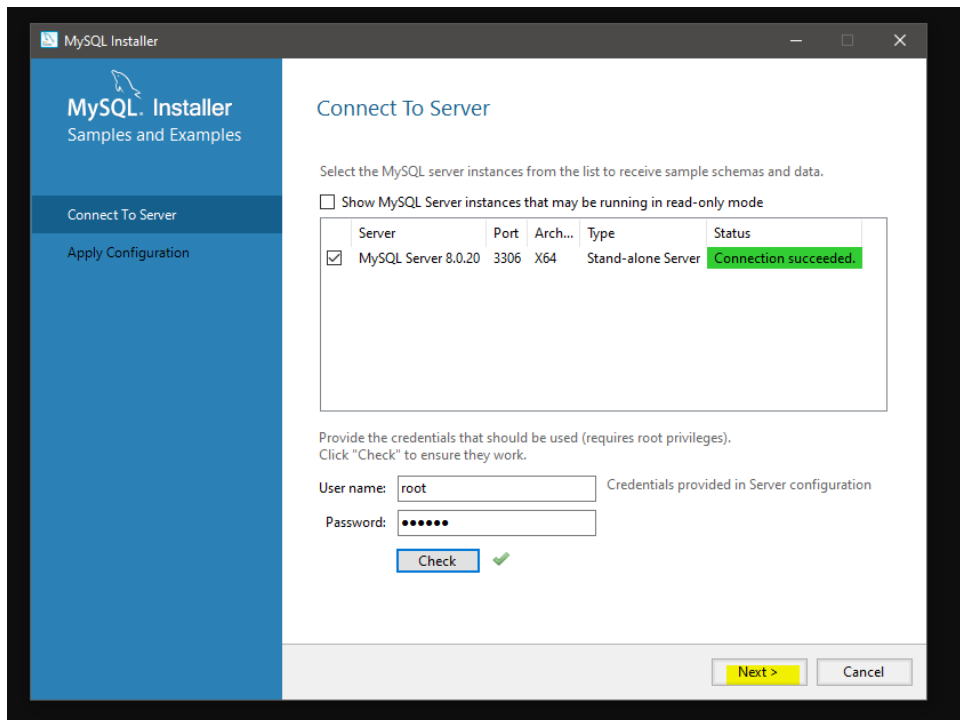 MySQL Installer
MySQL. Installer
Samples and Examples
Connect To Server
Apply Configuration
Connect To Server
Select the MySQL server instances from the list to receive sample schemas and data.
Show MySQL Server instances that may be running in read-only mode
Server Port Arch... Type Status
MySQL Server 8.0.20 3306 X64 Stand-alone Server Connection succeeded.
Provide the credentials that should be used (requires root privileges).
Click "Check" to ensure they work.
User name: root Credentials provided in Server configuration
Password: ●●●●●●
Check
Next > Cancel